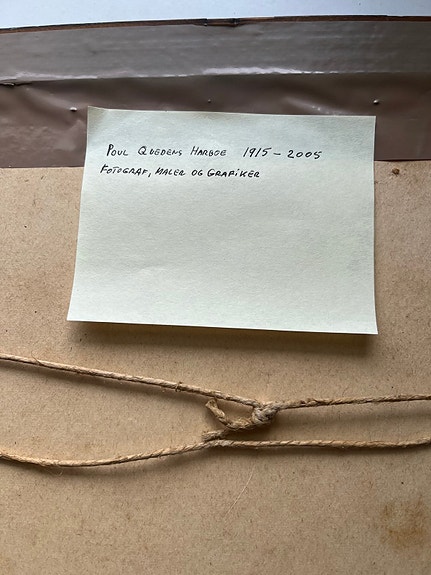 Poul Quedens Harboe 1915 - 2005
Fotograf, Maler og Grafiker